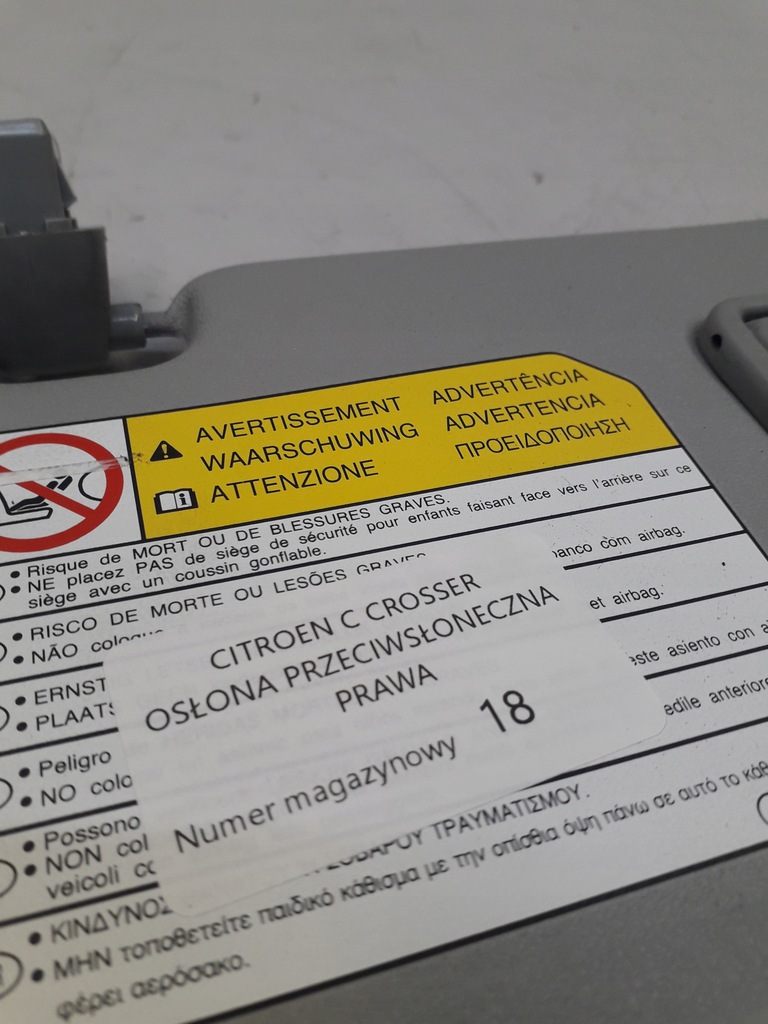 AVERTISSEMENT
WAARSCHUWING
ATTENZIONE
ADVERTÊNCIA
ADVERTENCIA
ΠΡΟΕΙΔΟΠΟΙΗΣΗ
• Risque de MORT OU DE BLESSURES GRAVES.
• NE placez PAS de siège de sécurité pour enfants faisant face vers l'arrière sur ce
siège avec un coussin gonflable.
• RISCO DE MORTE OU LESÕES GRAVES
• NÃO banco com airbag.
• ERNST
• PLAATS et airbag.
• Peligro
• NO este asiento con
• Possono
• NON sedile anteriore
veicoli
• ΚΙΝΔΥΝΟΣ ΣΟΒΑΡΟΥ ΤΡΑΥΜΑΤΙΣΜΟΥ.
• ΜΗΝ τοποθετείτε παιδικό κάθισμα με την οπίσθια όψη πάνω σε αυτό το
φέρει αερόσακο.
CITROEN C CROSSER
OSŁONA PRZECIWSŁONECZNA
PRAWA
Numer magazynowy 18